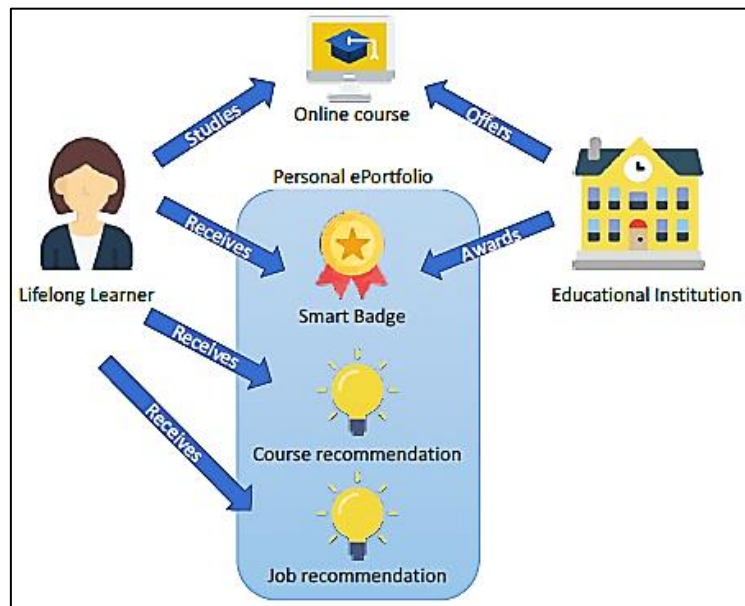 Studies
Offers
Online course
Personal ePortfolio
Receives
Awards
Lifelong Learner
Smart Badge
Educational Institution
Receives
Receives
Course recommendation
Job recommendation